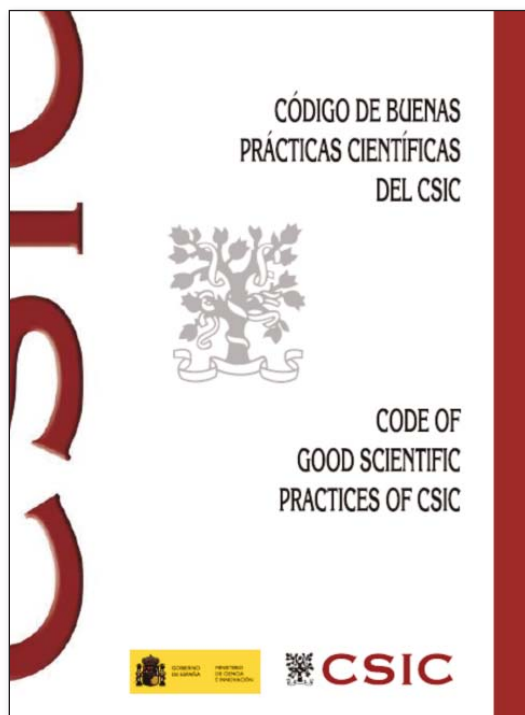 CSIC
CÓDIGO DE BUENAS
PRÁCTICAS CIENTÍFICAS
DEL CSIC
CODE OF
GOOD SCIENTIFIC
PRACTICES OF CSIC
GOBIERNO
DE ESPAÑA
MINISTERIO
DE CIENCIA
E INNOVACIÓN
CSIC